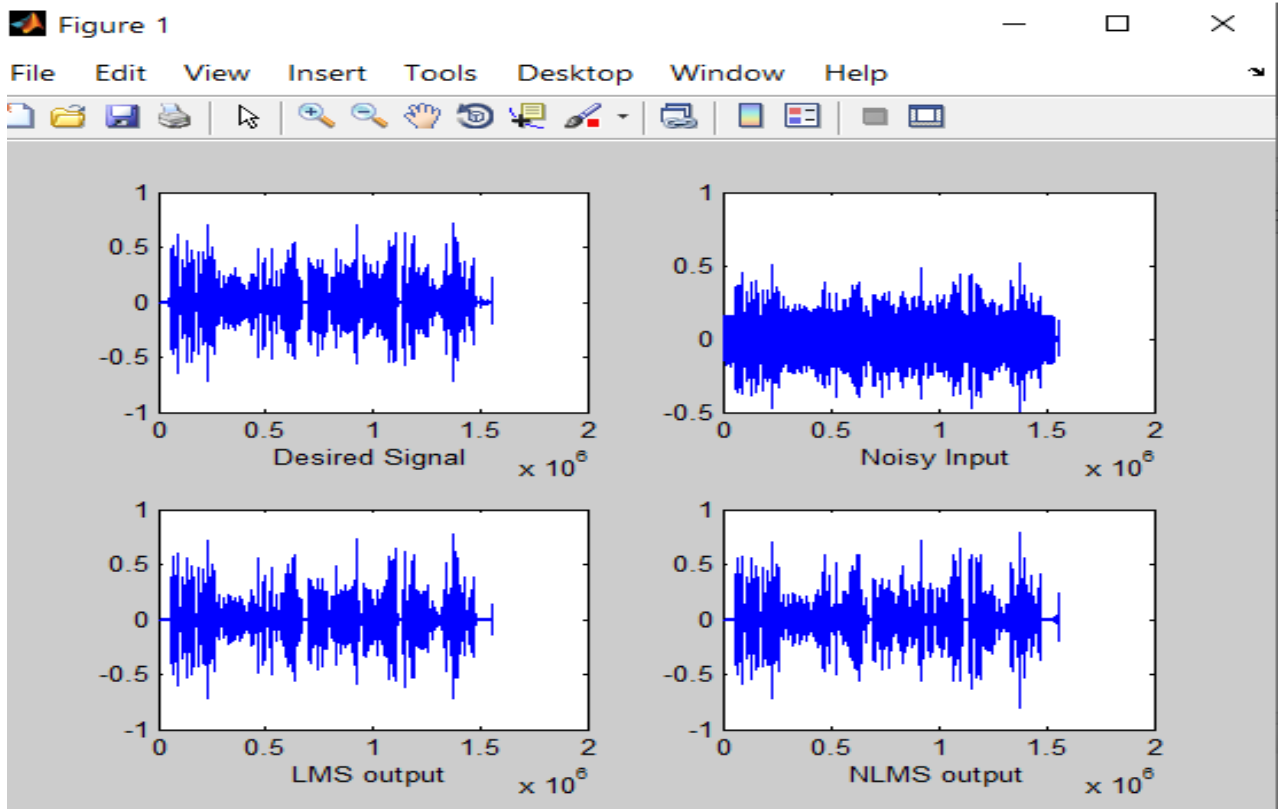 Figure 1
File Edit View Insert Tools Desktop Window Help
1
0.5
0
-0.5
-1
0 0.5 1 1.5 2
Desired Signal
x 10^6
1
0.5
0
-0.5
0 0.5 1 1.5 2
Noisy Input
x 10^6
1
0.5
0
-0.5
-1
0 0.5 1 1.5 2
LMS output
x 10^6
1
0.5
0
-0.5
-1
0 0.5 1 1.5 2
NLMS output
x 10^6